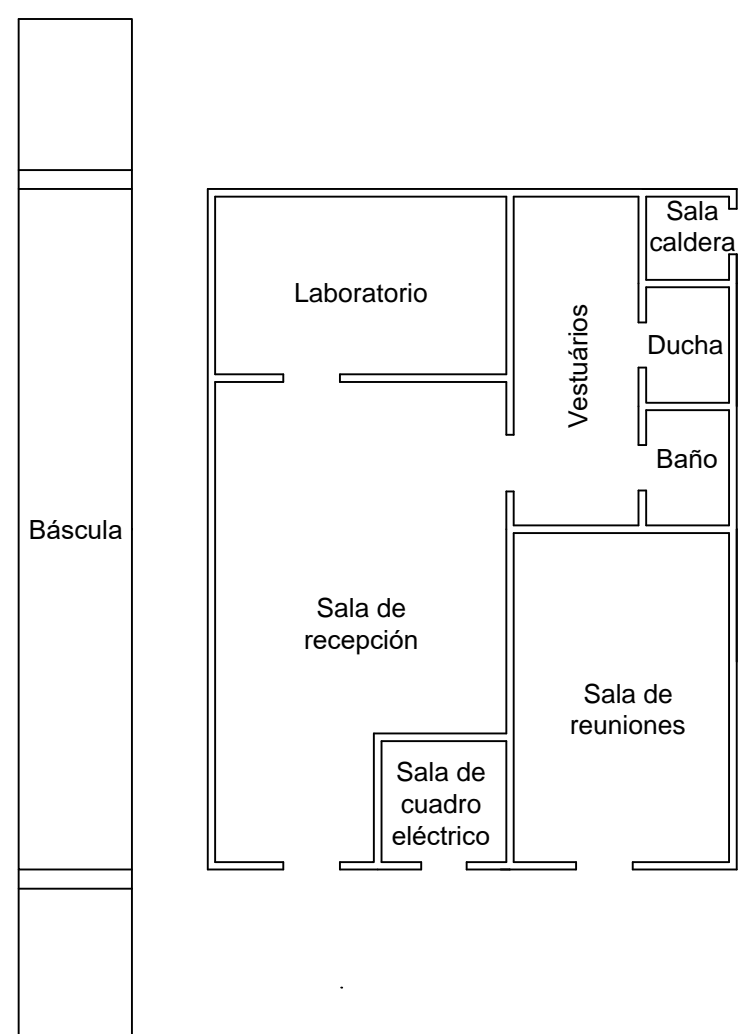 Sala
caldera
Laboratorio
Vestuários
Ducha
Baño
Báscula
Sala de
recepción
Sala de
reuniones
Sala de
cuadro
eléctrico